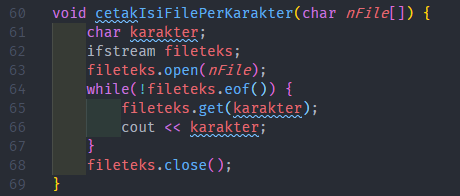 60 void cetakIsiFilePerKarakter(char nFile[]) {
61     char karakter;
62     ifstream fileteks;
63     fileteks.open(nFile);
64     while(!fileteks.eof()) {
65         fileteks.get(karakter);
66         cout << karakter;
67     }
68     fileteks.close();
69 }